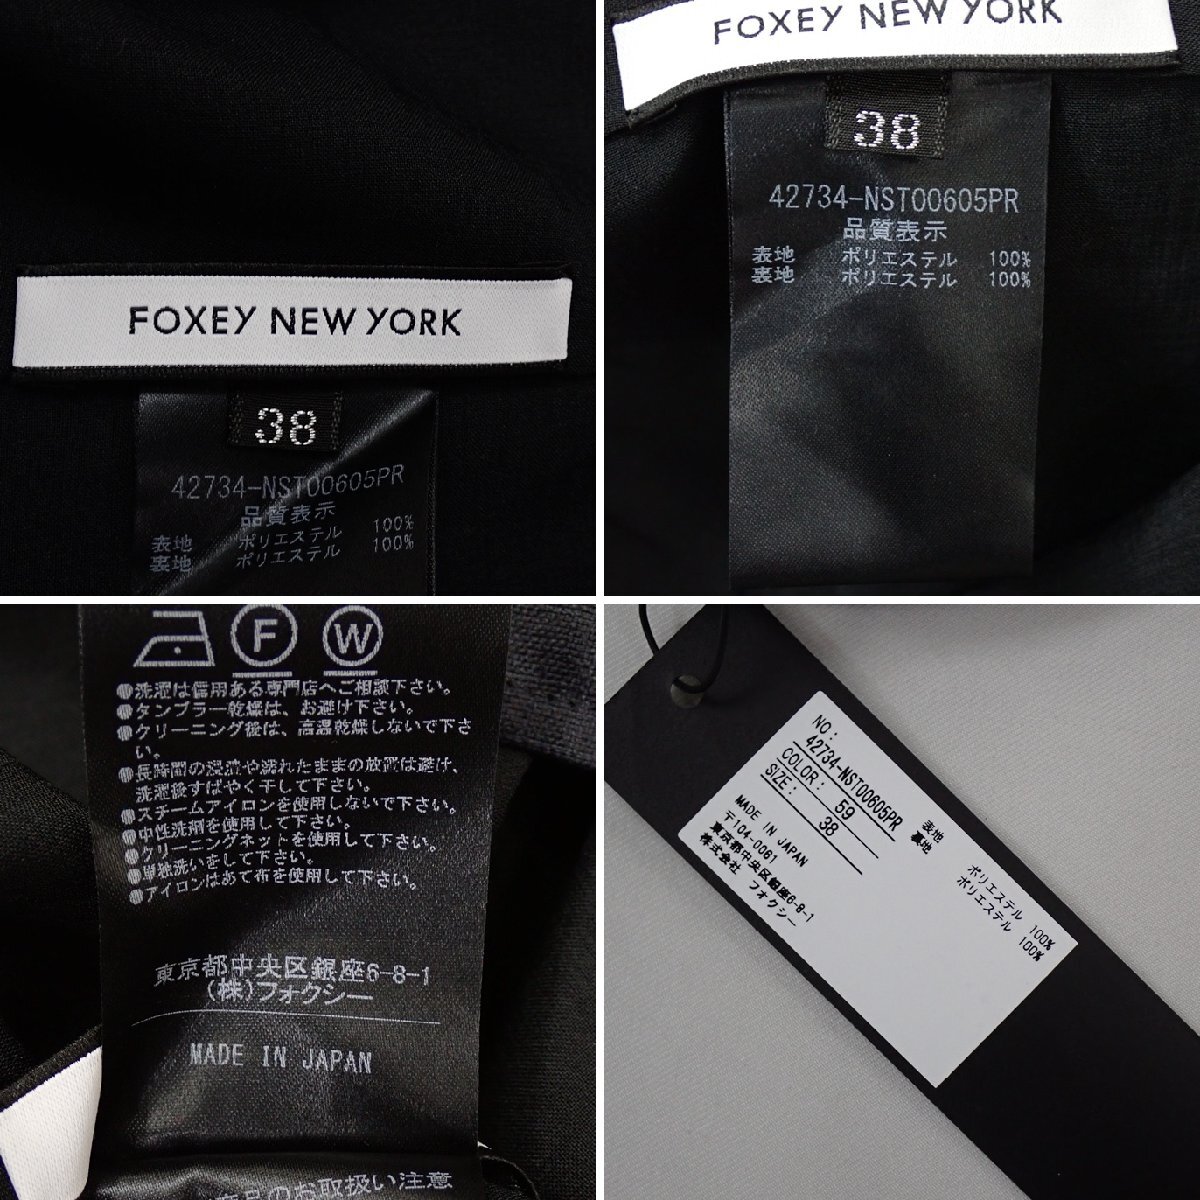 FOXEY NEW YORK
38
42734-NST00605PR
品質表示
表地 ポリエステル 100%
裏地 ポリエステル 100%
FOXEY NEW YORK
38
42734-NST00605PR
品質表示
表地 ポリエステル 100%
裏地 ポリエステル 100%
F W
●洗濯は信用ある専門店へご相談下さい。
●タンブラー乾燥は、お避け下さい。
●クリーニング後は、高温乾燥しないで下さ
い。
●長時間の浸漬や濡れたままの放置は避け、
洗濯後すばやく干して下さい。
●スチームアイロンを使用しないで下さい。
●中性洗剤を使用して下さい。
●クリーニングネットを使用して下さい。
●単独洗いをして下さい。
●アイロンはあて布を使用して下さい。
東京都中央区銀座6-8-1
(株)フォクシー
MADE IN JAPAN
商品のお取扱い注意
NO:
42734-NST00605PR
COLOR: 59
SIZE: 38
表地 ポリエステル 100%
裏地 ポリエステル 100%
MADE IN JAPAN
〒104-0061
東京都中央区銀座6-8-1
株式会社 フォクシー